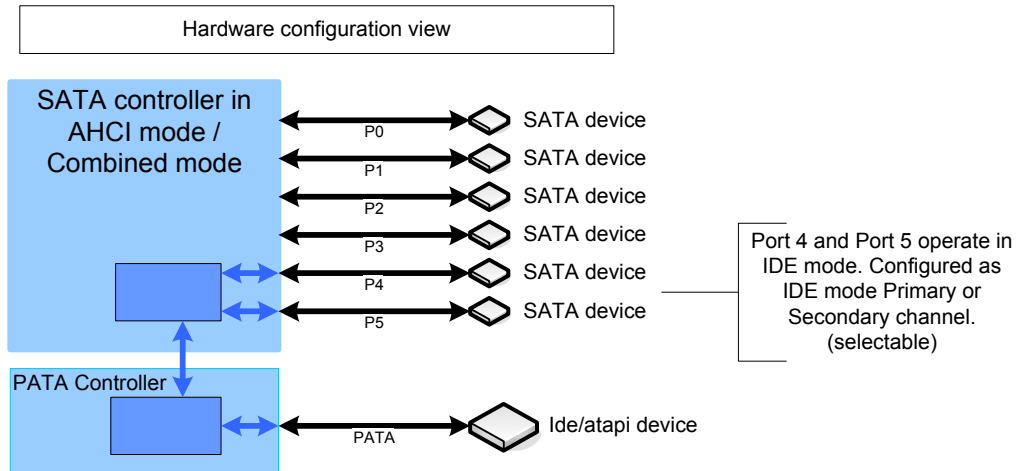 Hardware configuration view
SATA controller in
AHCI mode /
Combined mode
P0
SATA device
P1
SATA device
P2
SATA device
P3
SATA device
P4
SATA device
P5
SATA device
Port 4 and Port 5 operate in
IDE mode. Configured as
IDE mode Primary or
Secondary channel.
(selectable)
PATA Controller
PATA
Ide/atapi device